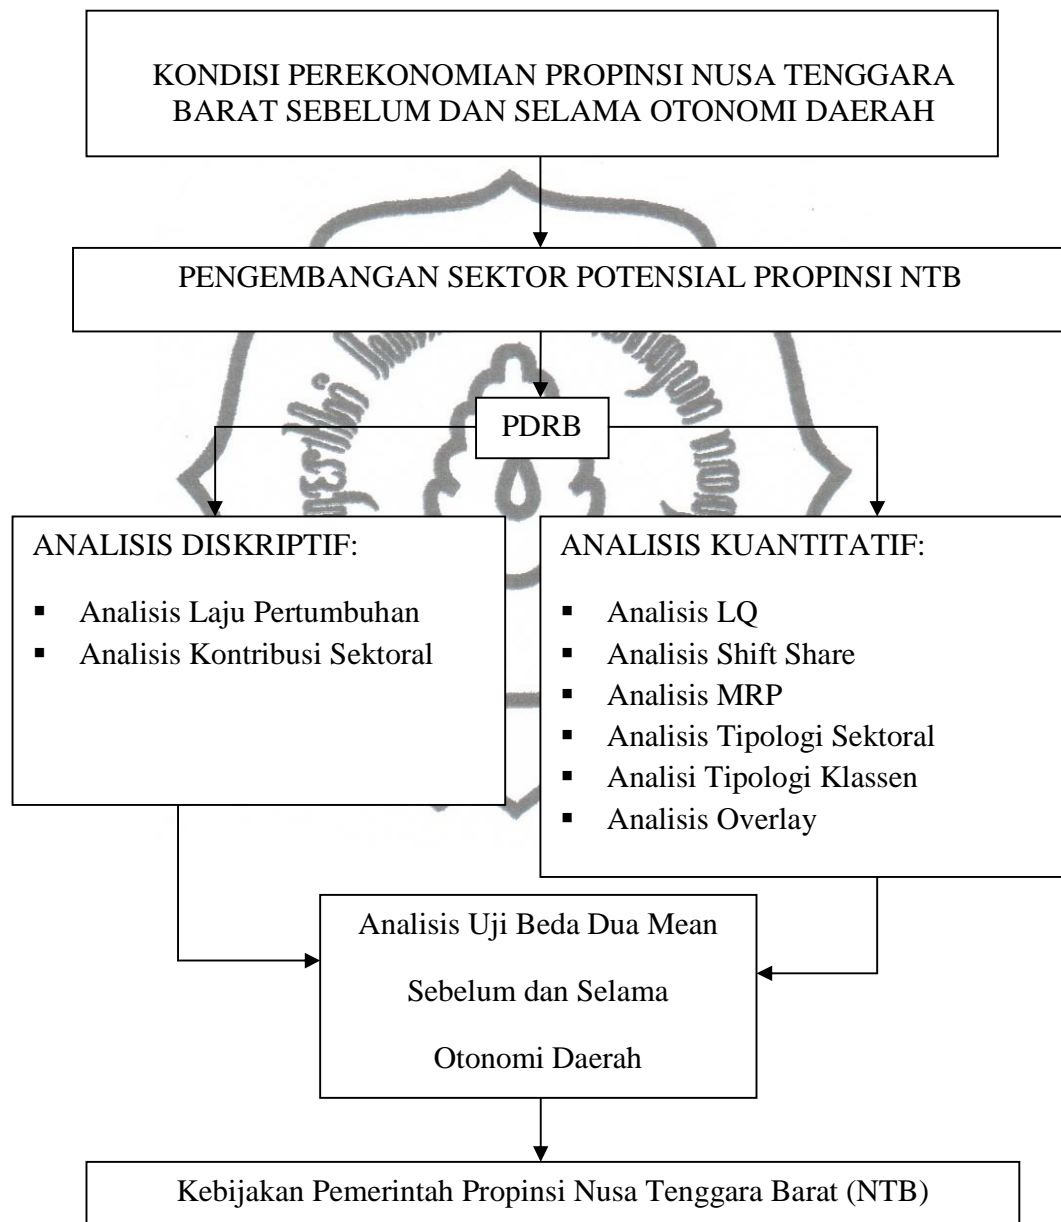 KONDISI PEREKONOMIAN PROPINSI NUSA TENGGARA
BARAT SEBELUM DAN SELAMA OTONOMI DAERAH
PENGEMBANGAN SEKTOR POTENSIAL PROPINSI NTB
PDRB
ANALISIS DISKRIPTIF:
▪ Analisis Laju Pertumbuhan
▪ Analisis Kontribusi Sektoral
ANALISIS KUANTITATIF:
▪ Analisis LQ
▪ Analisis Shift Share
▪ Analisis MRP
▪ Analisis Tipologi Sektoral
▪ Analisi Tipologi Klassen
▪ Analisis Overlay
Analisis Uji Beda Dua Mean
Sebelum dan Selama
Otonomi Daerah
Kebijakan Pemerintah Propinsi Nusa Tenggara Barat (NTB)